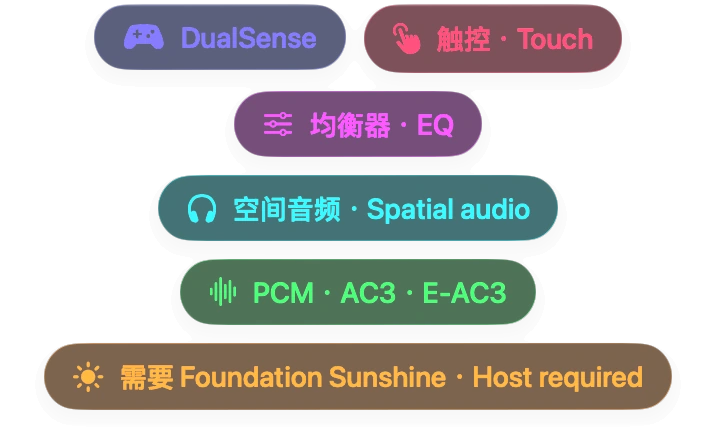 DualSense
触控 · Touch
均衡器 · EQ
空间音频 · Spatial audio
PCM · AC3 · E-AC3
需要 Foundation Sunshine · Host required